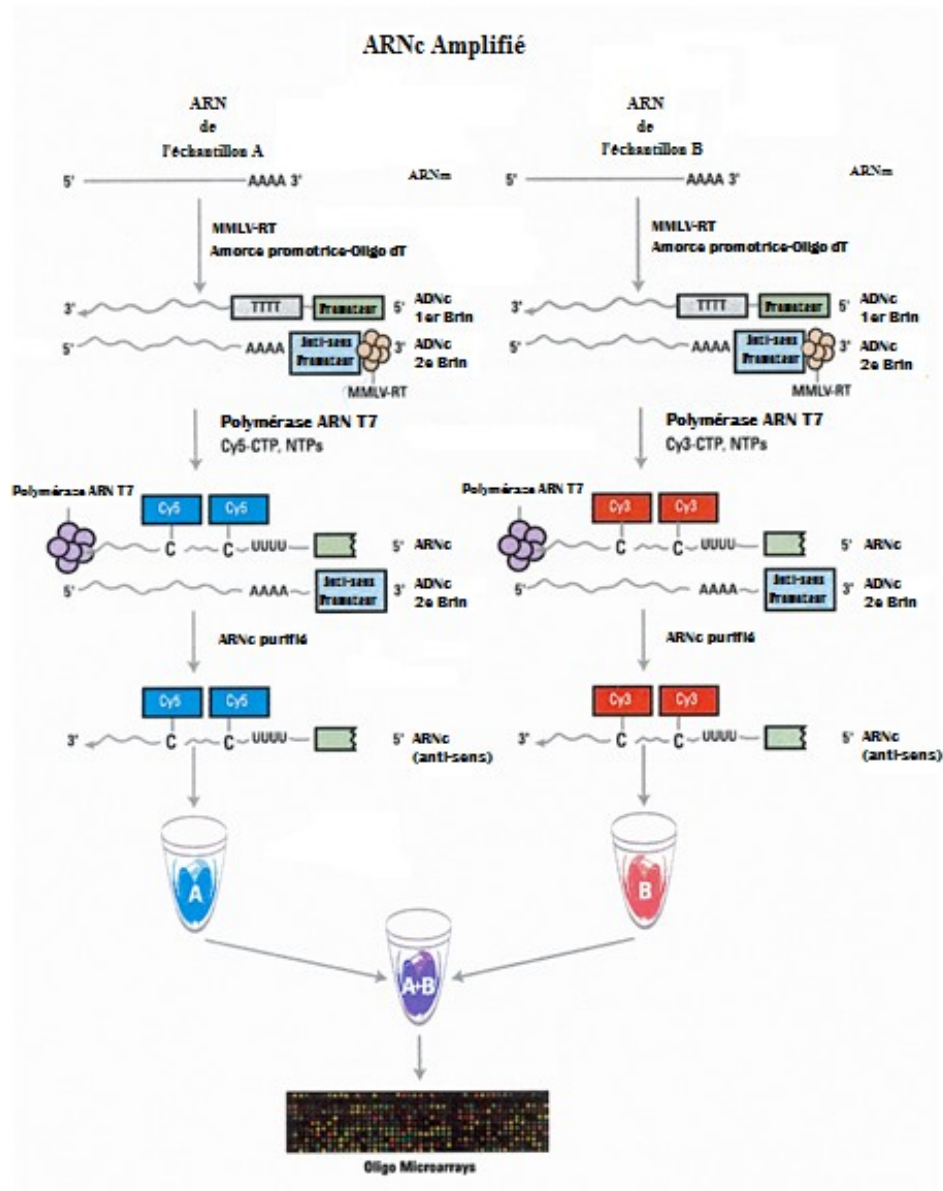 ARNc Amplifié
ARN
de
l'échantillon A
5' AAAA 3' ARNm
MMLV-RT
Amorce promotrice-Oligo dT
3' TTTT Promoteur 5' ADNc
1er Brin
5' AAAA Anti-sens Promoteur 3' ADNc
2e Brin
MMLV-RT
Polymérase ARN T7
Cy5-CTP, NTPs
Polymérase ARN T7
Cy5 Cy5
C C UUUU 5' ARNc
5' AAAA Anti-sens Promoteur 3' ADNc
2e Brin
ARNc purifié
Cy5 Cy5
3' C C UUUU 5' ARNc
(anti-sens)
A
ARN
de
l'échantillon B
5' AAAA 3' ARNm
MMLV-RT
Amorce promotrice-Oligo dT
3' TTTT Promoteur 5' ADNc
1er Brin
5' AAAA Anti-sens Promoteur 3' ADNc
2e Brin
MMLV-RT
Polymérase ARN T7
Cy3-CTP, NTPs
Polymérase ARN T7
Cy3 Cy3
C C UUUU 5' ARNc
5' AAAA Anti-sens Promoteur 3' ADNc
2e Brin
ARNc purifié
Cy3 Cy3
3' C C UUUU 5' ARNc
(anti-sens)
B
A+B
Oligo Microarrays